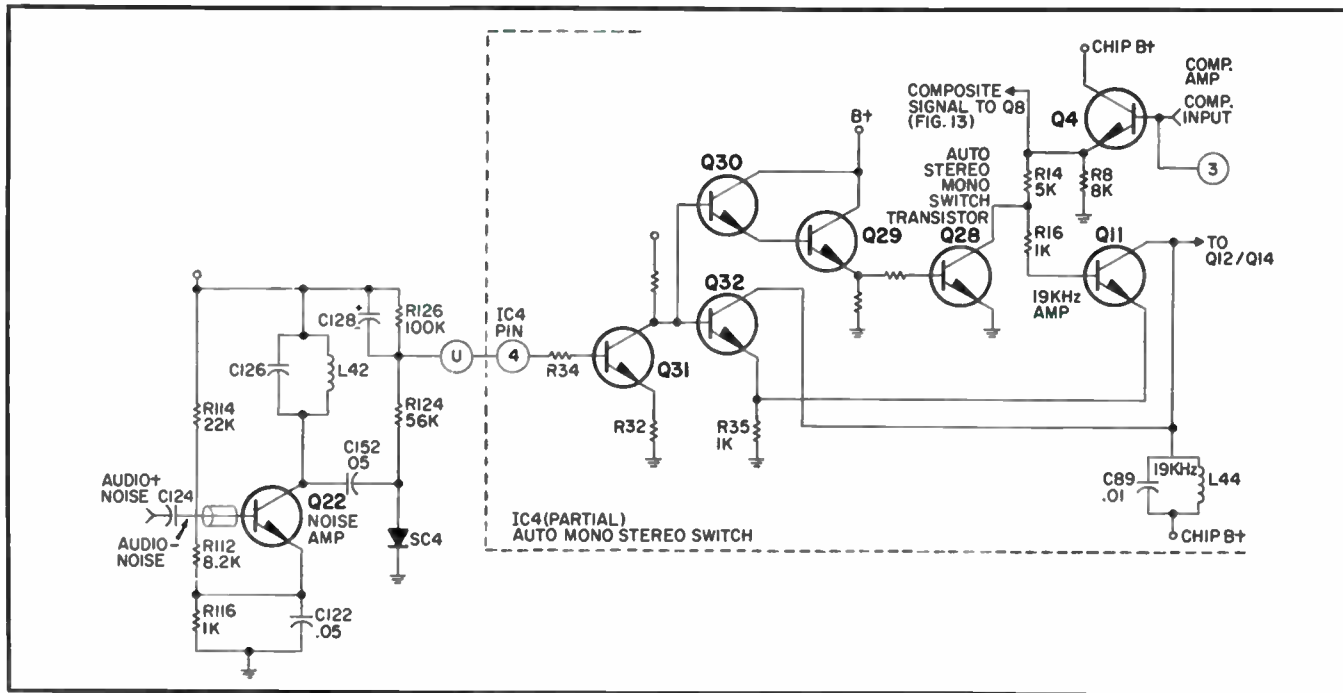 CHIP B+
COMP.
AMP
COMP.
INPUT
COMPOSITE
SIGNAL TO Q8
(FIG. 13)
Q4
3
B+
AUTO
STEREO
MONO
SWITCH
TRANSISTOR
R14
5K
R8
8K
Q30
Q29
Q28
R16
1K
Q11
TO
Q12/Q14
19KHz
AMP
Q32
C128
+
-
R126
100K
IC4
PIN
U
4
R34
Q31
C126
L42
R114
22K
R124
56K
R32
R35
1K
C152
.05
19KHz
C89
.01
L44
CHIP B+
AUDIO+
NOISE
C124
Q22
NOISE
AMP
SC4
IC4 (PARTIAL)
AUTO MONO STEREO SWITCH
AUDIO-
NOISE
R112
8.2K
R116
1K
C122
.05